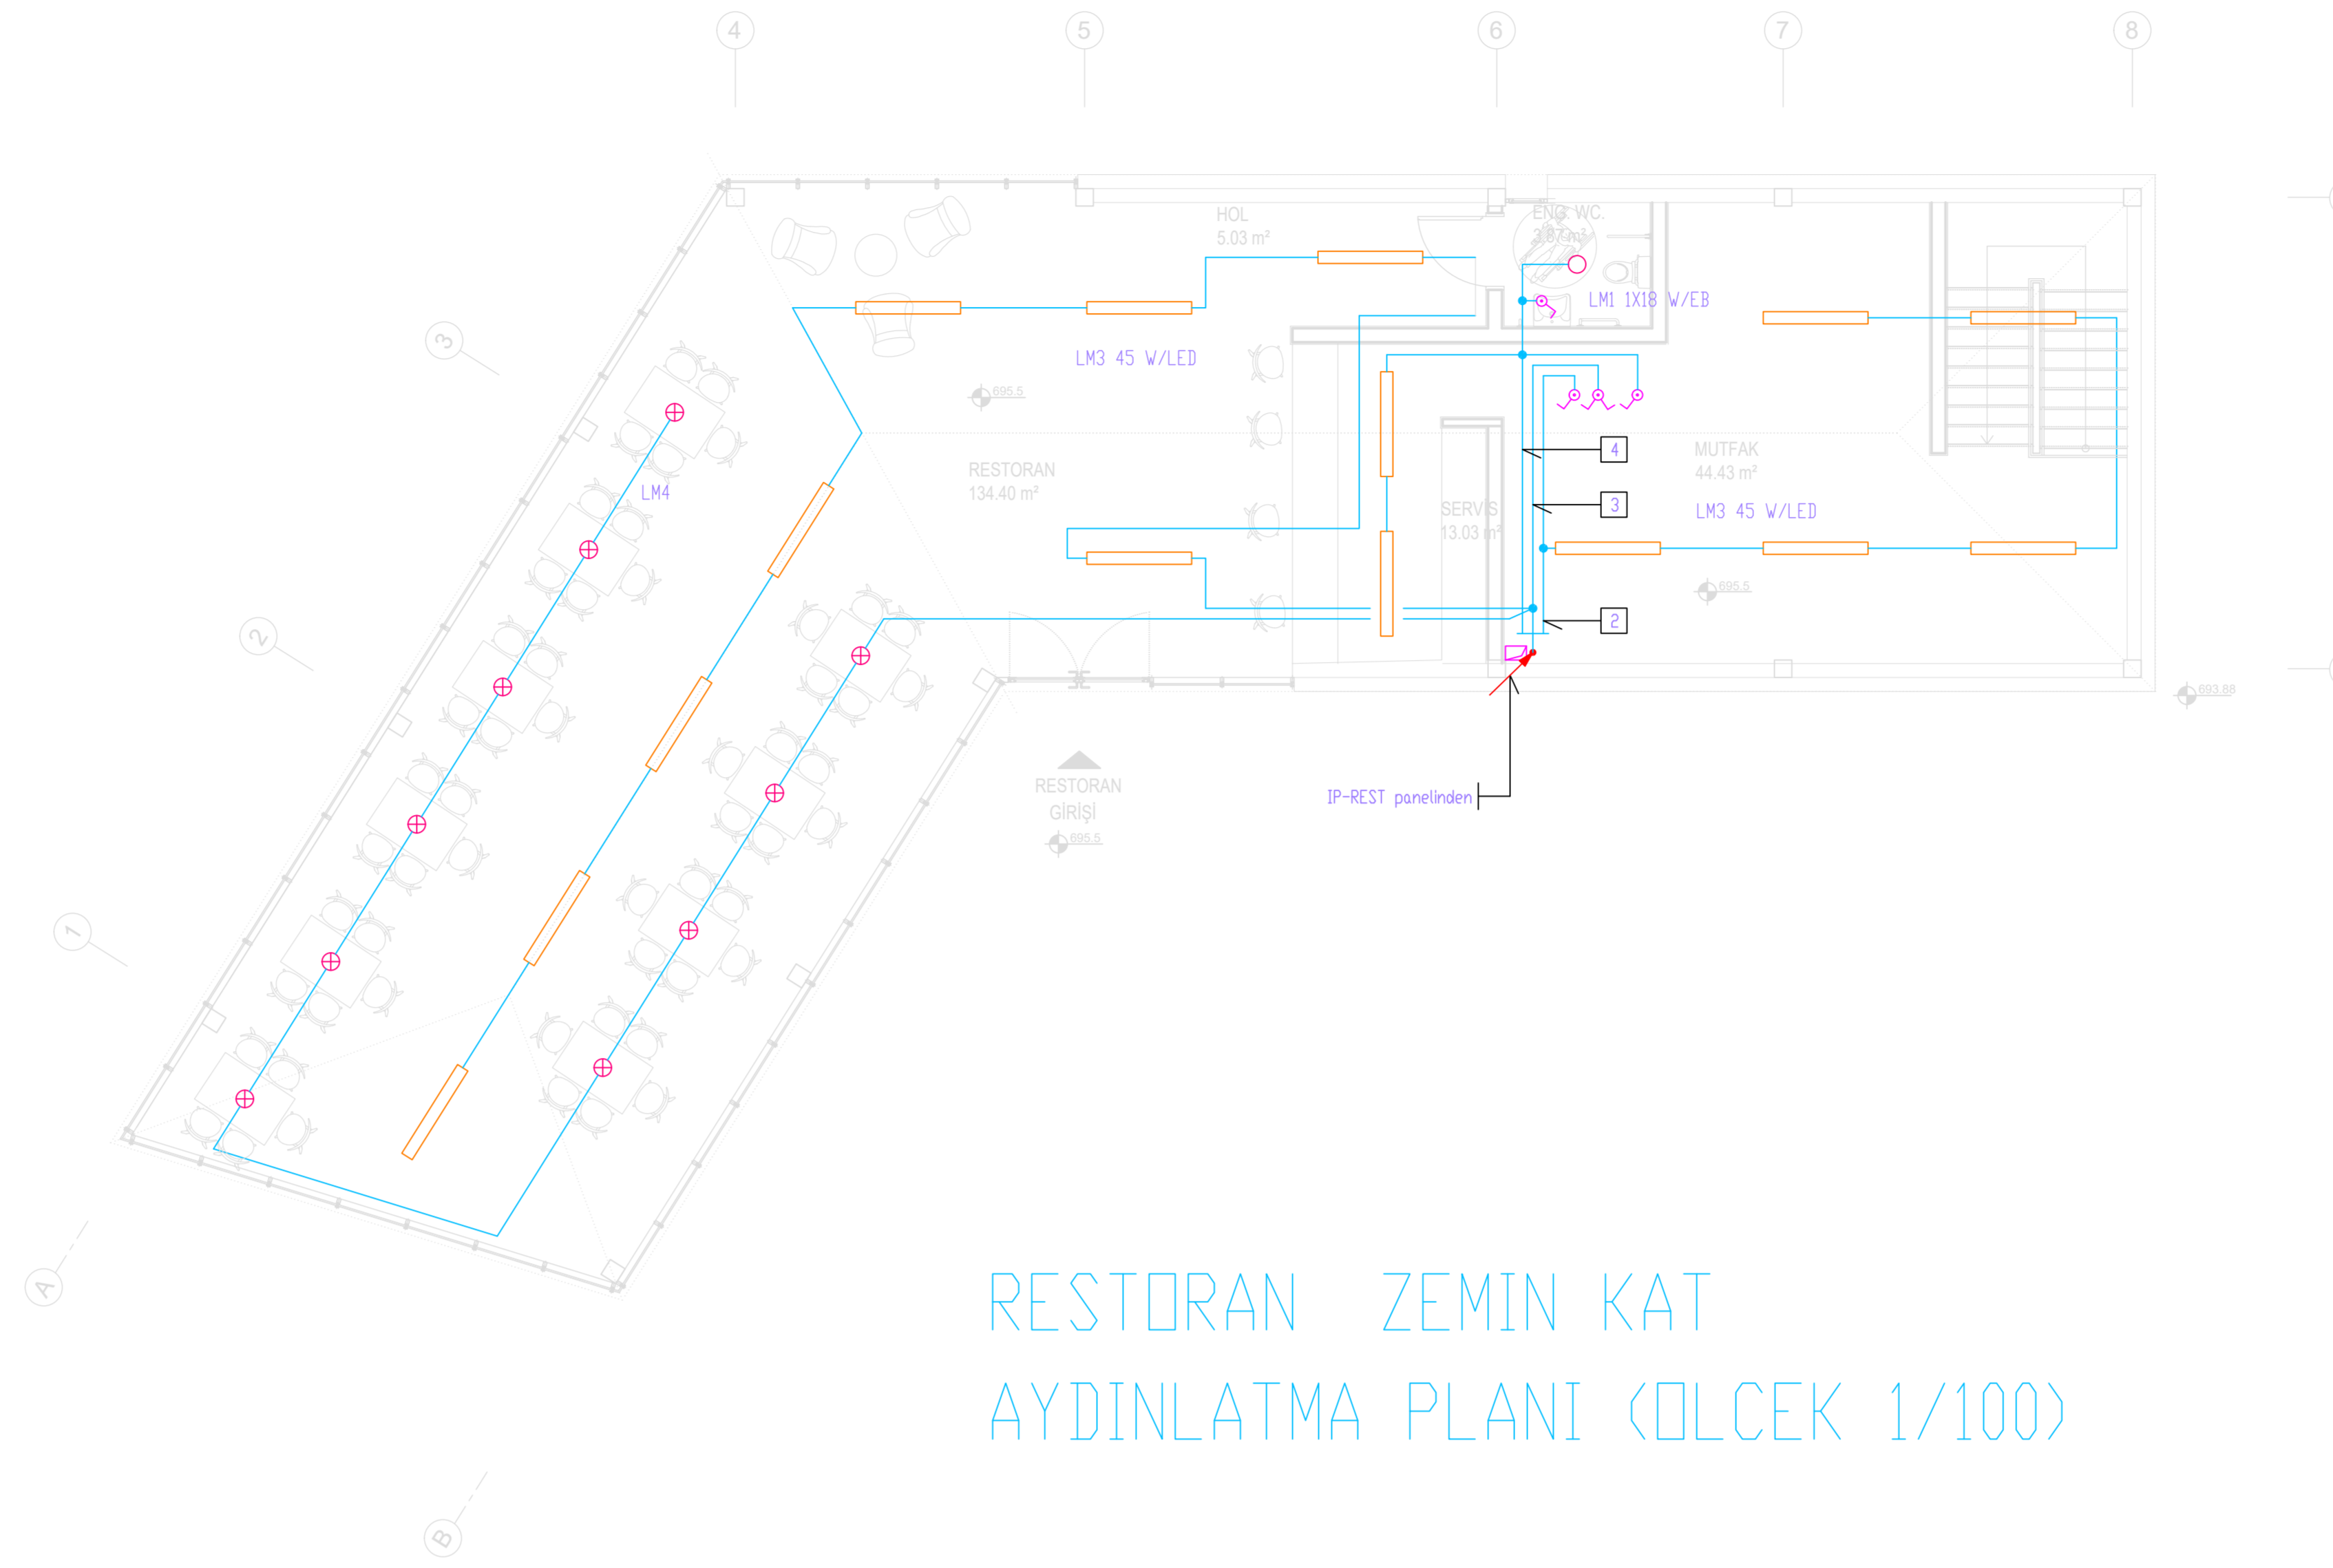 4
5
6
7
8
HOL
5.03 m²
ENG. WC.
3.87 m²
LM1 1X18 W/EB
3
LM3 45 W/LED
695.5
4
MUTFAK
44.43 m²
RESTORAN
134.40 m²
LM4
3
SERVİS
13.03 m²
LM3 45 W/LED
695.5
2
2
693.88
RESTORAN
GİRİŞİ
695.5
IP-REST panelinden
1
A
B
RESTORAN ZEMIN KAT
AYDINLATMA PLANI (OLCEK 1/100)